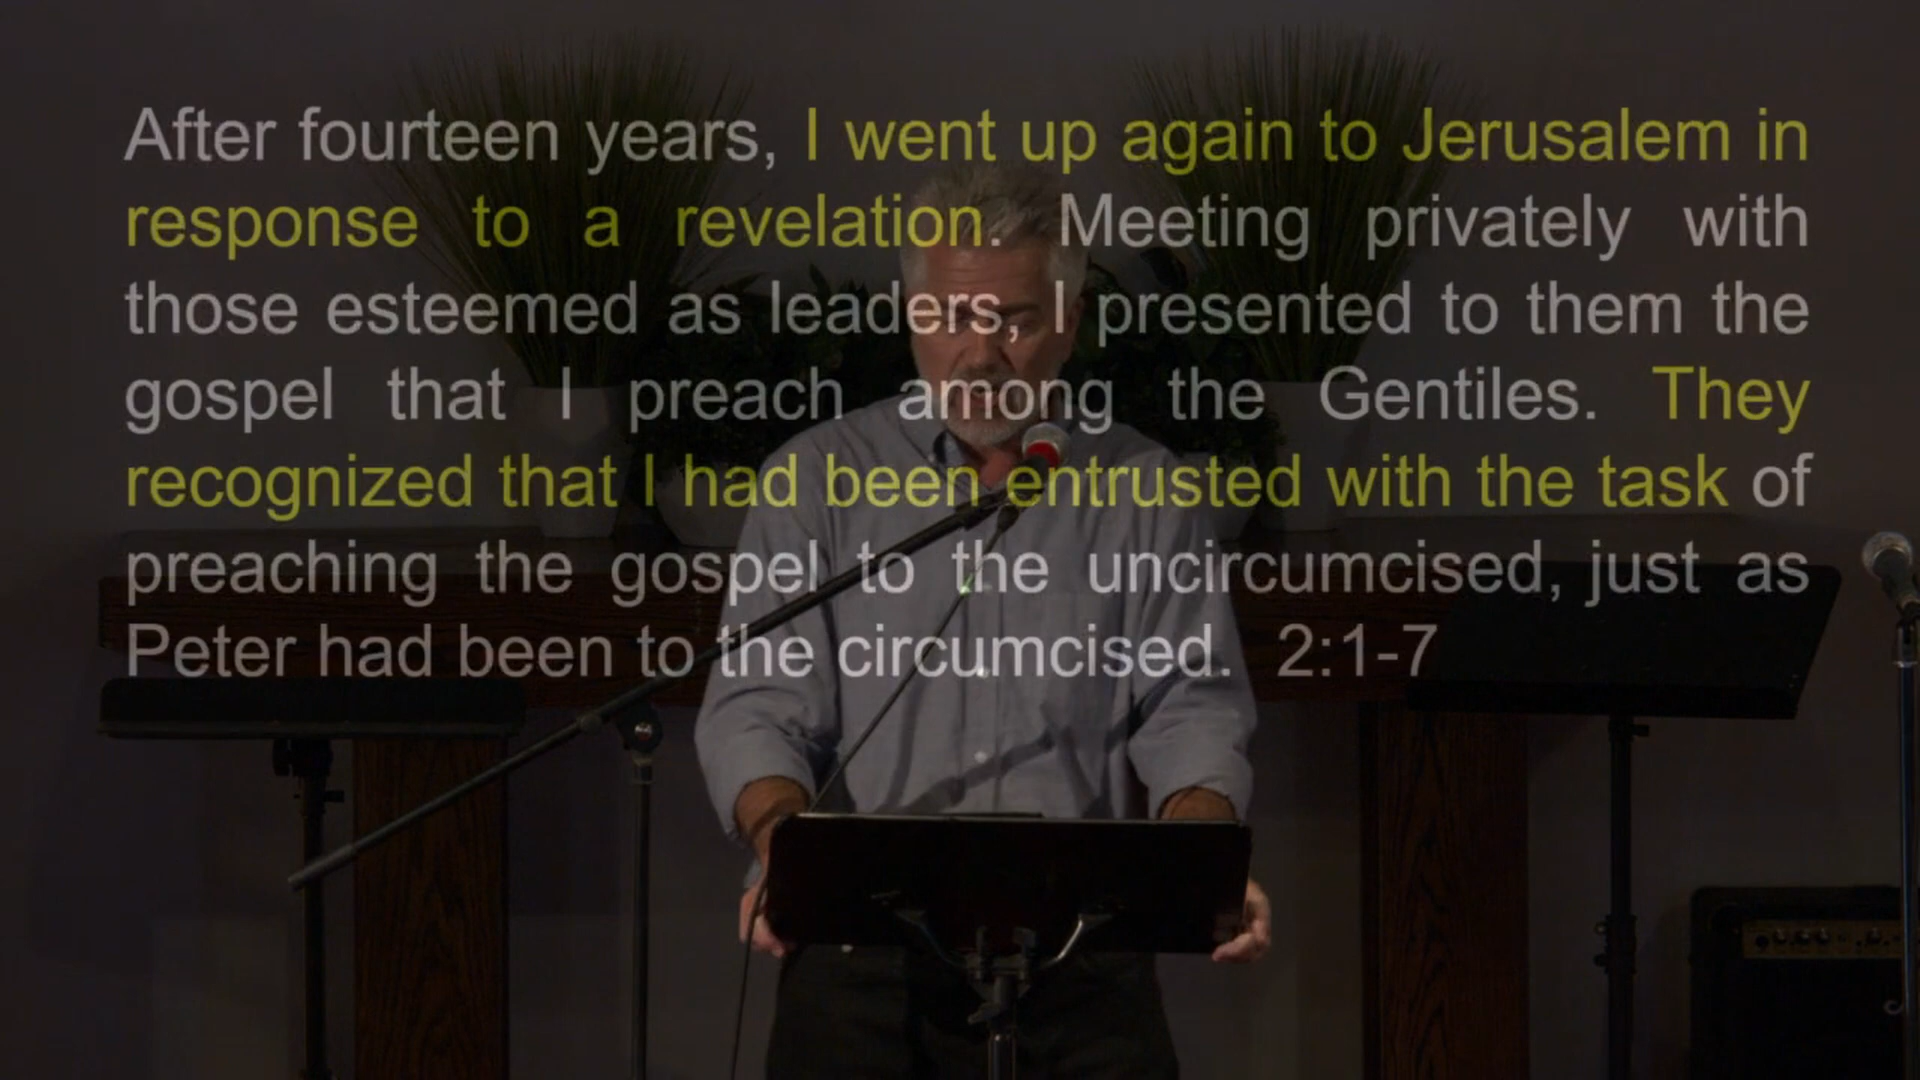 After fourteen years, I went up again to Jerusalem in
response to a revelation. Meeting privately with
those esteemed as leaders, I presented to them the
gospel that I preach among the Gentiles. They
recognized that I had been entrusted with the task of
preaching the gospel to the uncircumcised, just as
Peter had been to the circumcised. 2:1-7